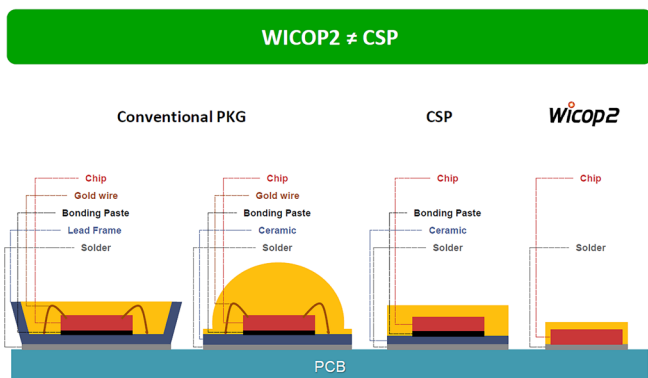 WICOP2 ≠ CSP
Conventional PKG
CSP
Wicop2
Chip
Gold wire
Bonding Paste
Lead Frame
Solder
Chip
Gold wire
Bonding Paste
Ceramic
Solder
Chip
Bonding Paste
Ceramic
Solder
Chip
Solder
PCB